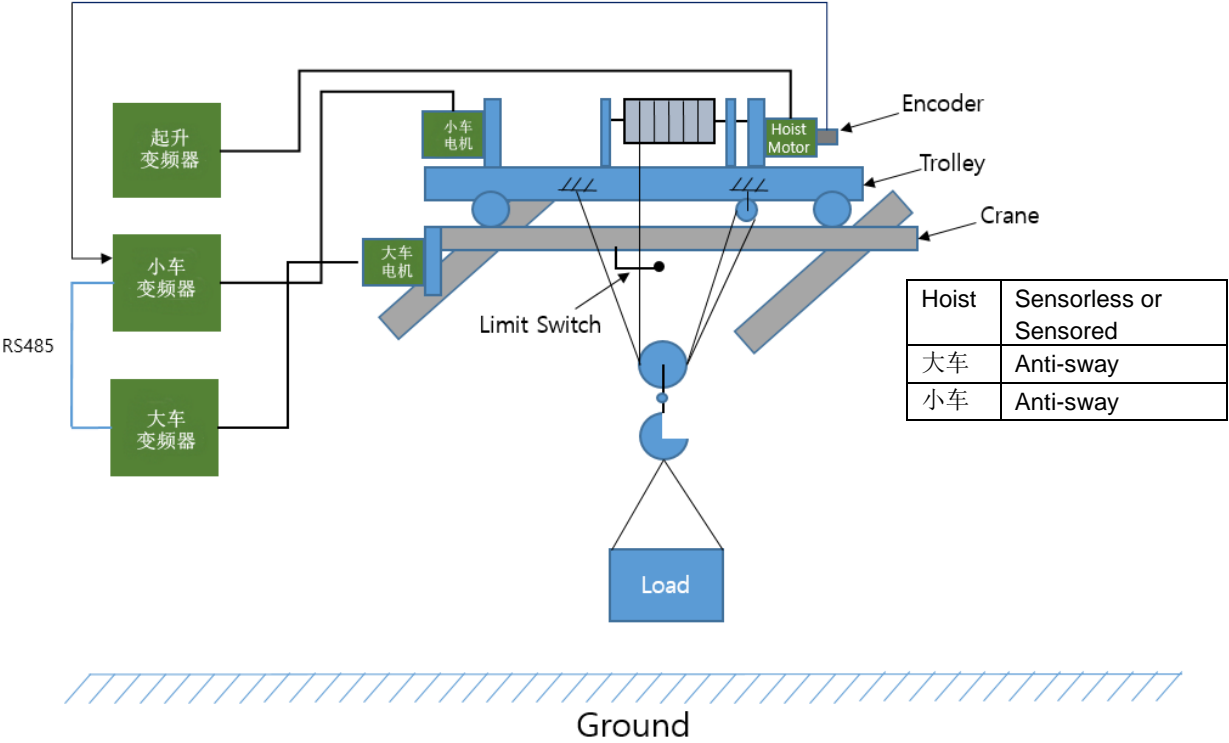 起升
变频器
小车
变频器
RS485
大车
变频器
小车
电机
大车
电机
Hoist
Motor
Encoder
Trolley
Crane
Limit Switch
Load
Hoist
Sensorless or
Sensored
大车
Anti-sway
小车
Anti-sway
Ground